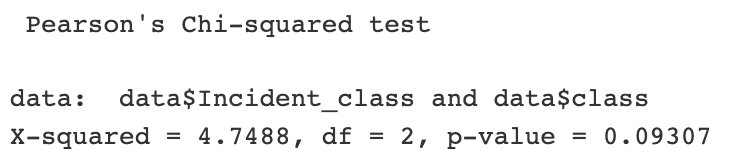 Pearson's Chi-squared test
data: data$Incident_class and data$class
X-squared = 4.7488, df = 2, p-value = 0.09307